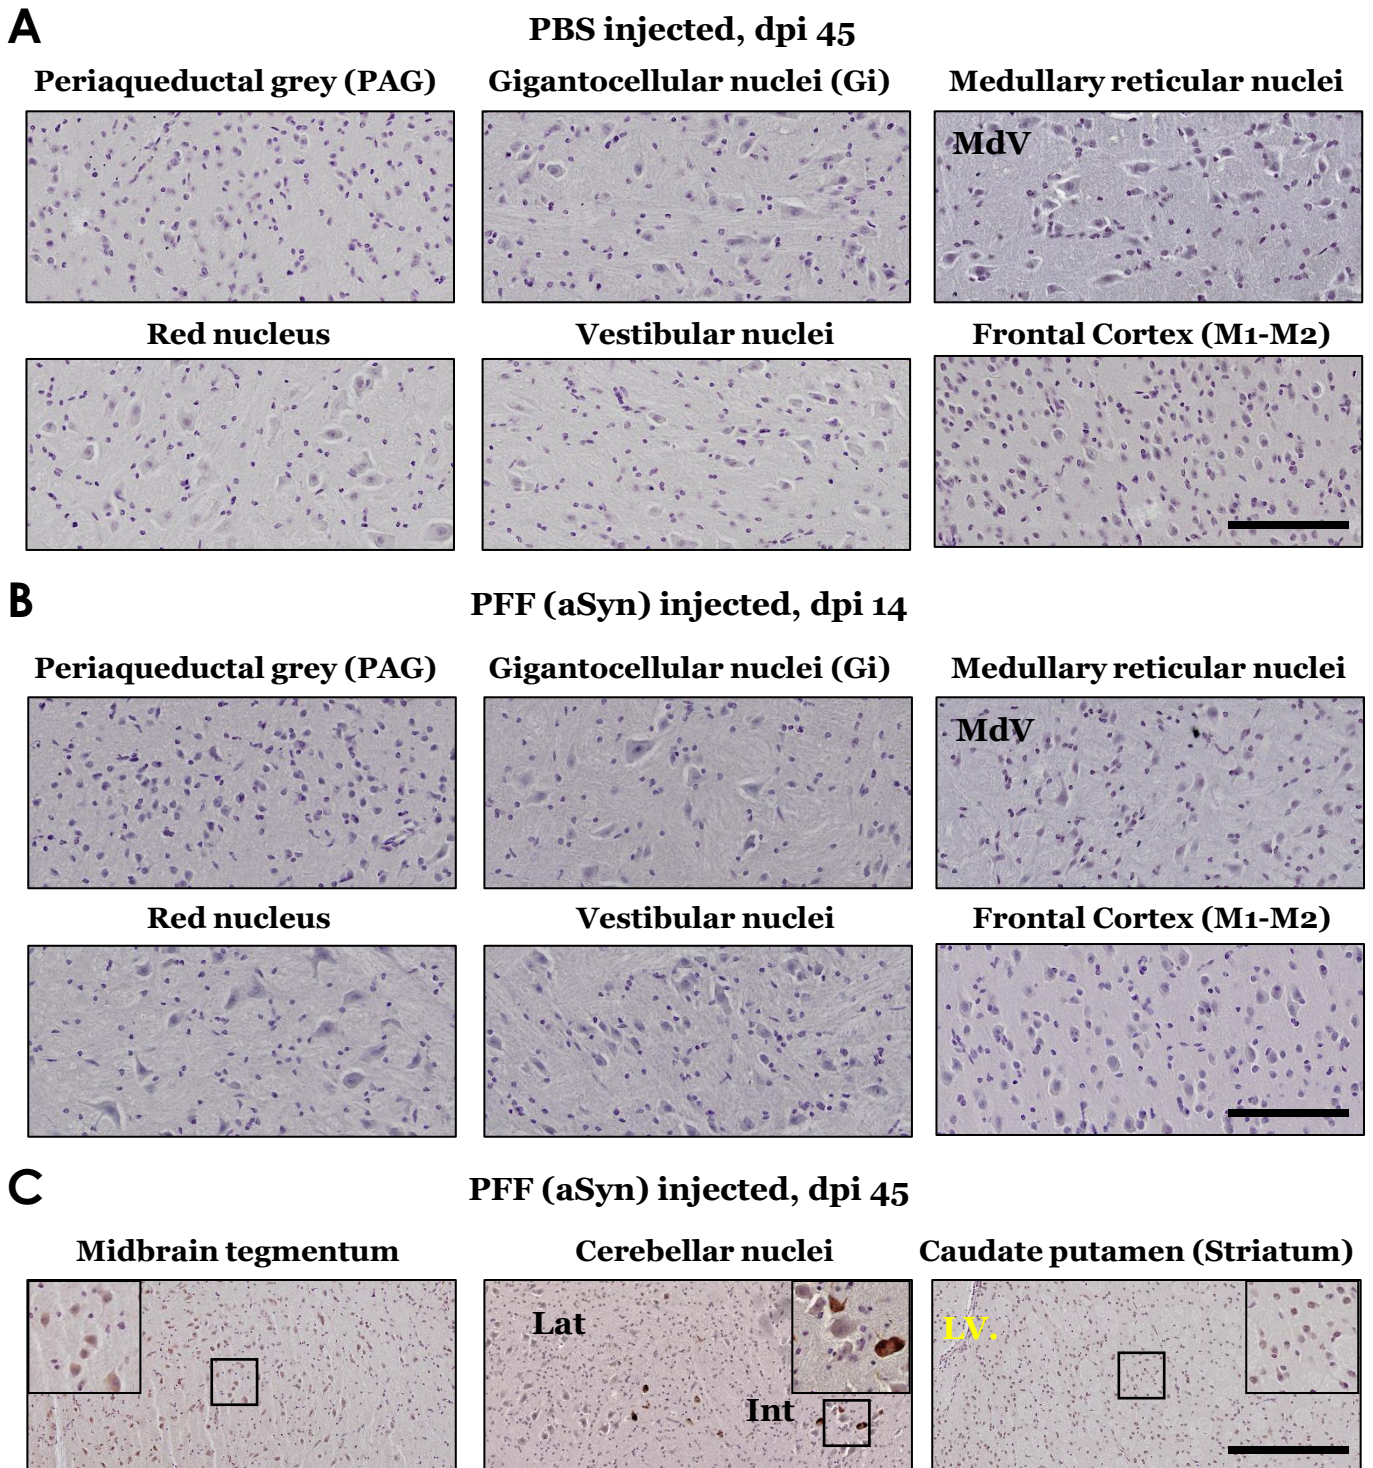 A
PBS injected, dpi 45
Periaqueductal grey (PAG) Gigantocellular nuclei (Gi) Medullary reticular nuclei
MdV
Red nucleus Vestibular nuclei Frontal Cortex (M1-M2)
B
PFF (aSyn) injected, dpi 14
Periaqueductal grey (PAG) Gigantocellular nuclei (Gi) Medullary reticular nuclei
MdV
Red nucleus Vestibular nuclei Frontal Cortex (M1-M2)
C
PFF (aSyn) injected, dpi 45
Midbrain tegmentum Cerebellar nuclei Caudate putamen (Striatum)
Lat
LV.
Int